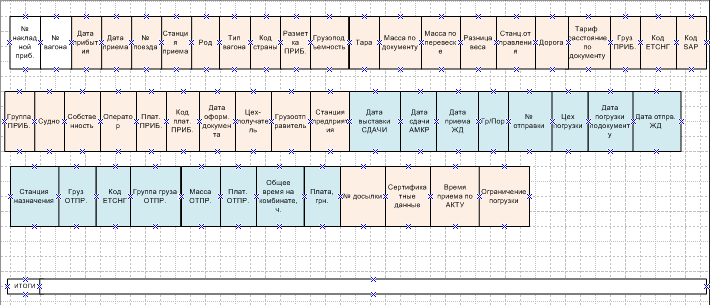 № накладной приб.
№ вагона
Дата прибытия
Дата приема
№ поезда
Станция приема
Род
Тип вагона
Код страны
Разметка ПРИБ.
Грузоподъемность
Тара
Масса по документу
Масса по перевеске
Разница веса
Станц.отправления
Дорога
Тариф расстояние по документу
Груз ПРИБ.
Код ЕТСНГ
Код SAP
Группа ПРИБ.
Судно
Собственность
Оператор
Плат. ПРИБ.
Код плат. ПРИБ.
Дата оформ. документа
Цех-получатель
Грузоотправитель
Станция предприятия
Дата выставки СДАЧИ
Дата сдачи АМКР
Дата приема ЖД
Гр/Пор
№ отправки
Цех погрузки
Дата погрузки подокументу
Дата отпрв. ЖД
Станция назначения
Груз ОТПР.
Код ЕТСНГ
Группа груза ОТПР.
Масса ОТПР.
Плат. ОТПР.
Общее время на комбинате, ч.
Плата, грн.
№ досылки
Сертификатные данные
Время приема по АКТУ
Ограничение погрузки
ИТОГИ